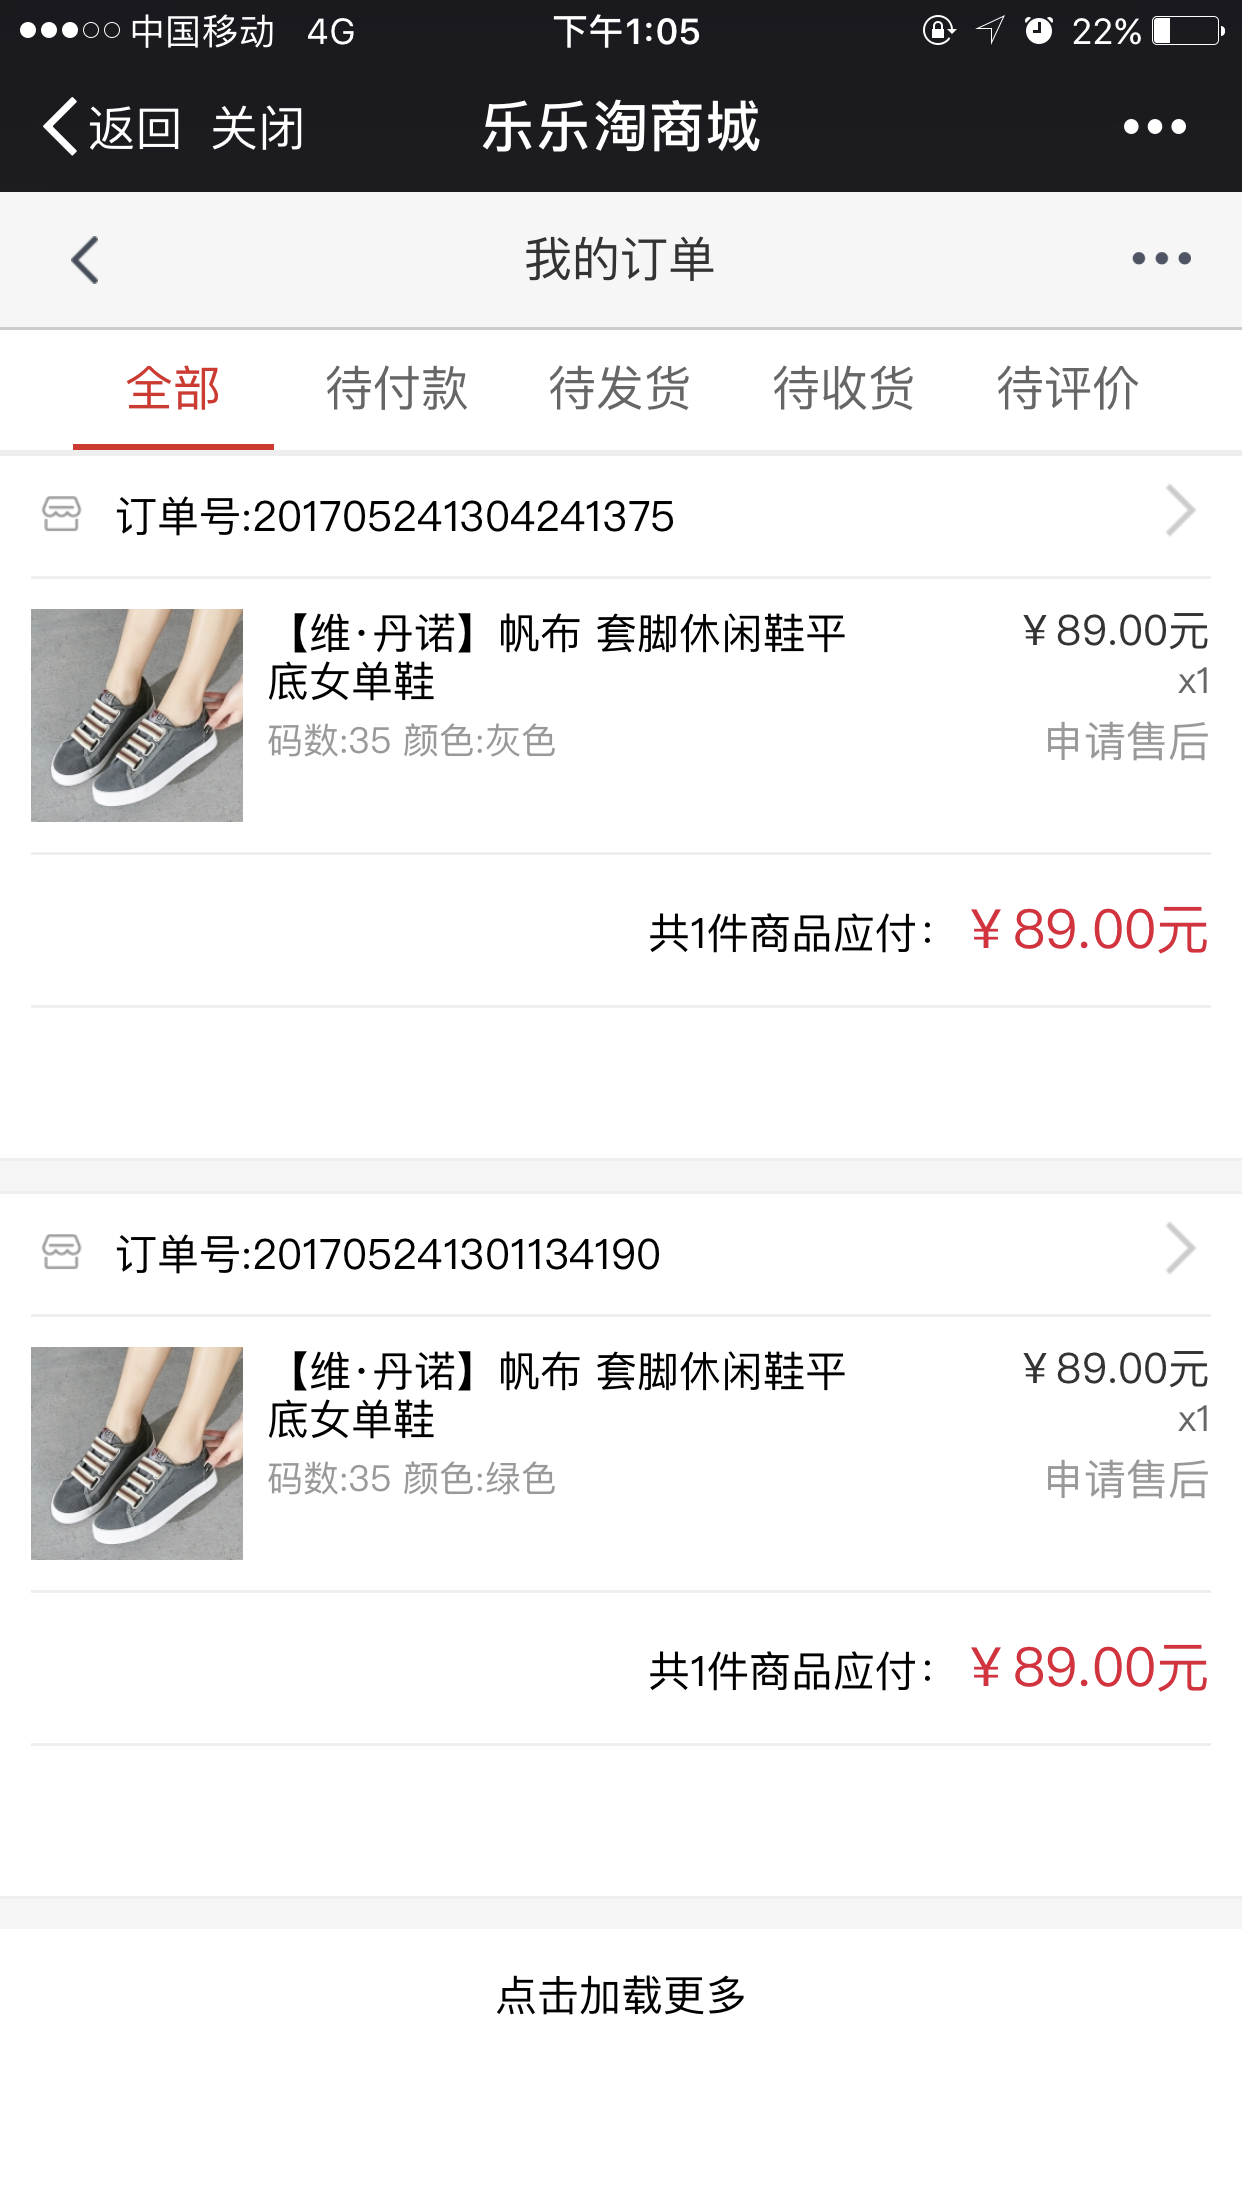 中国移动 4G 下午1:05 22%
返回 关闭 乐乐淘商城
我的订单
全部 待付款 待发货 待收货 待评价
订单号:201705241304241375
【维·丹诺】帆布 套脚休闲鞋平 ¥89.00元
底女单鞋 x1
码数:35 颜色:灰色 申请售后
共1件商品应付: ¥89.00元
订单号:201705241301134190
【维·丹诺】帆布 套脚休闲鞋平 ¥89.00元
底女单鞋 x1
码数:35 颜色:绿色 申请售后
共1件商品应付: ¥89.00元
点击加载更多